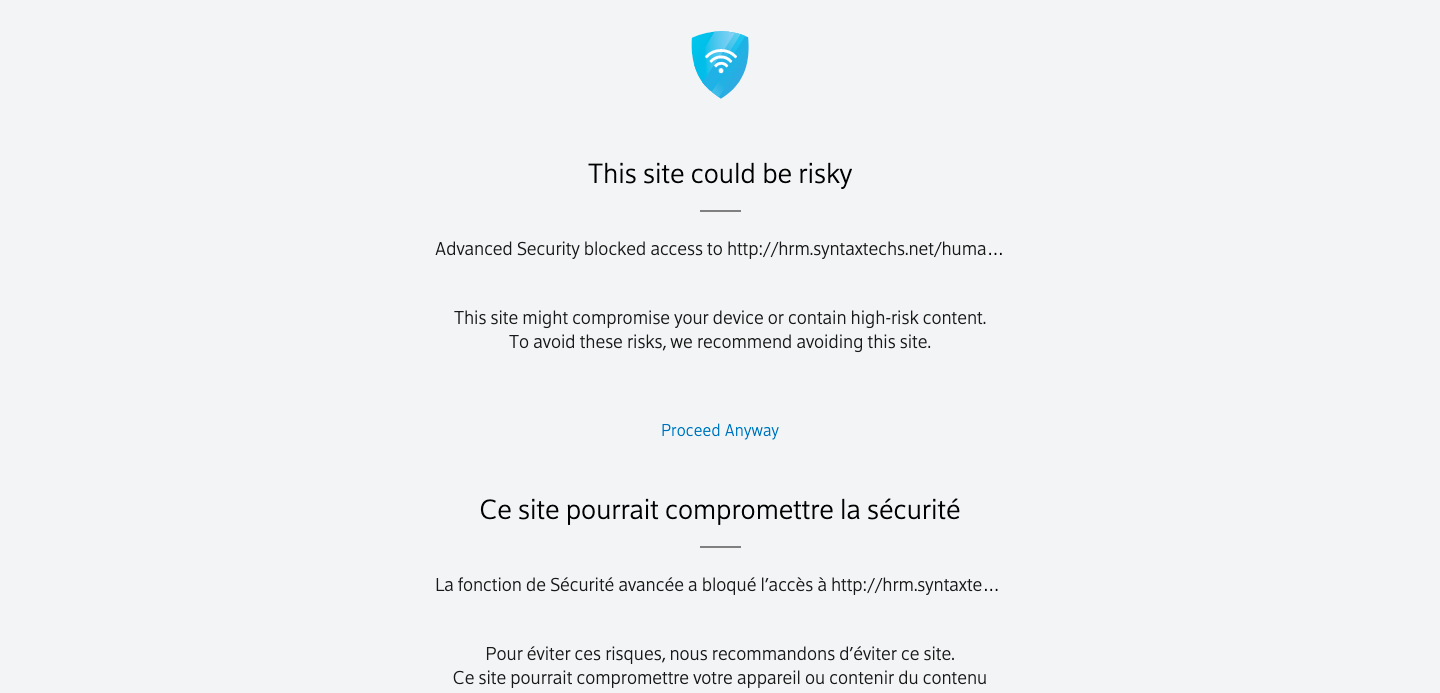 This site could be risky
Advanced Security blocked access to http://hrm.syntaxtechs.net/huma...
This site might compromise your device or contain high-risk content.
To avoid these risks, we recommend avoiding this site.
Proceed Anyway
Ce site pourrait compromettre la sécurité
La fonction de Sécurité avancée a bloqué l’accès à http://hrm.syntaxte...
Pour éviter ces risques, nous recommandons d’éviter ce site.
Ce site pourrait compromettre votre appareil ou contenir du contenu